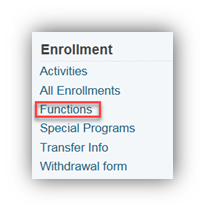 Enrollment
Activities
All Enrollments
Functions
Special Programs
Transfer Info
Withdrawal form